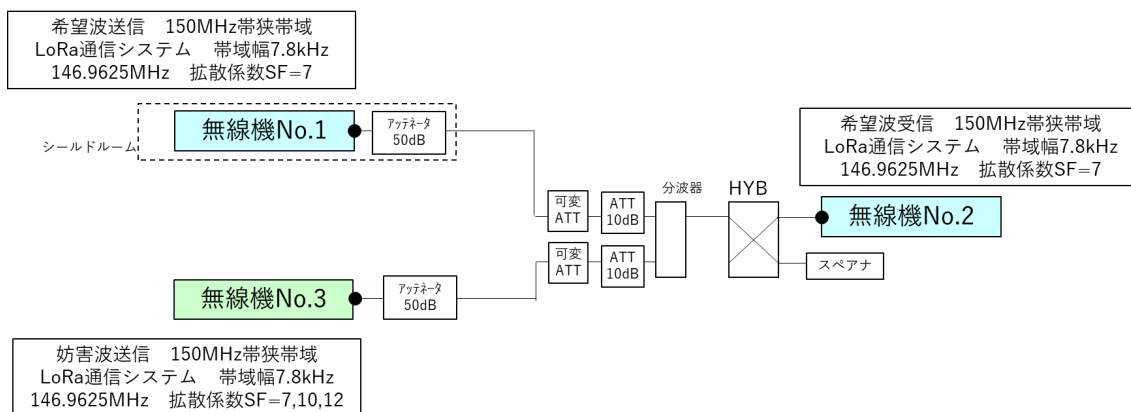 希望波送信　150MHz帯狭帯域
LoRa通信システム　帯域幅7.8kHz
146.9625MHz　拡散係数SF=7
シールドルーム
無線機No.1
ｱｯﾃﾈｰﾀ
50dB
希望波受信　150MHz帯狭帯域
LoRa通信システム　帯域幅7.8kHz
146.9625MHz　拡散係数SF=7
可変
ATT
ATT
10dB
分波器
HYB
無線機No.2
可変
ATT
ATT
10dB
スペアナ
無線機No.3
ｱｯﾃﾈｰﾀ
50dB
妨害波送信　150MHz帯狭帯域
LoRa通信システム　帯域幅7.8kHz
146.9625MHz　拡散係数SF=7,10,12